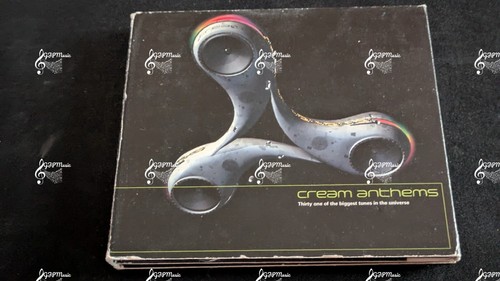 cream anthems
Thirty one of the biggest tunes in the universe